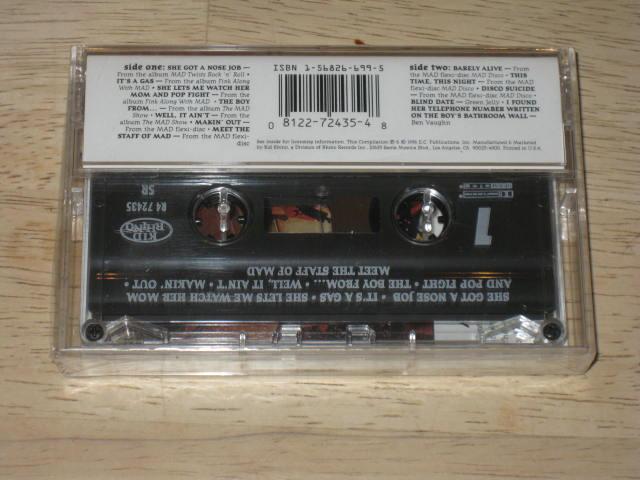 side one: SHE GOT A NOSE JOB — From the album MAD Twists Rock 'n' Roll •
IT'S A GAS — From the album Fink Along With MAD •
SHE LETS ME WATCH HER MOM AND POP FIGHT — From the album Fink Along With MAD •
THE BOY FROM... — From the album The MAD Show •
WELL, IT AIN'T — From the album The MAD Show •
MAKIN' OUT — From the MAD flexi-disc •
MEET THE STAFF OF MAD — From the MAD flexi-disc
ISBN 1-56826-699-5
0 8122-72435-4 8
side two: BARELY ALIVE — From the MAD flexi-disc MAD Disco •
THIS TIME, THIS NIGHT — From the MAD flexi-disc MAD Disco •
DISCO SUICIDE — From the MAD flexi-disc MAD Disco •
BLIND DATE — Green Jellÿ •
I FOUND HER TELEPHONE NUMBER WRITTEN ON THE BOY'S BATHROOM WALL — Ben Vaughn
1
SR
R4 72435
KID RHINO
SHE GOT A NOSE JOB • IT'S A GAS • SHE LETS ME WATCH HER MOM
AND POP FIGHT • THE BOY FROM... • WELL, IT AIN'T • MAKIN' OUT •
MEET THE STAFF OF MAD